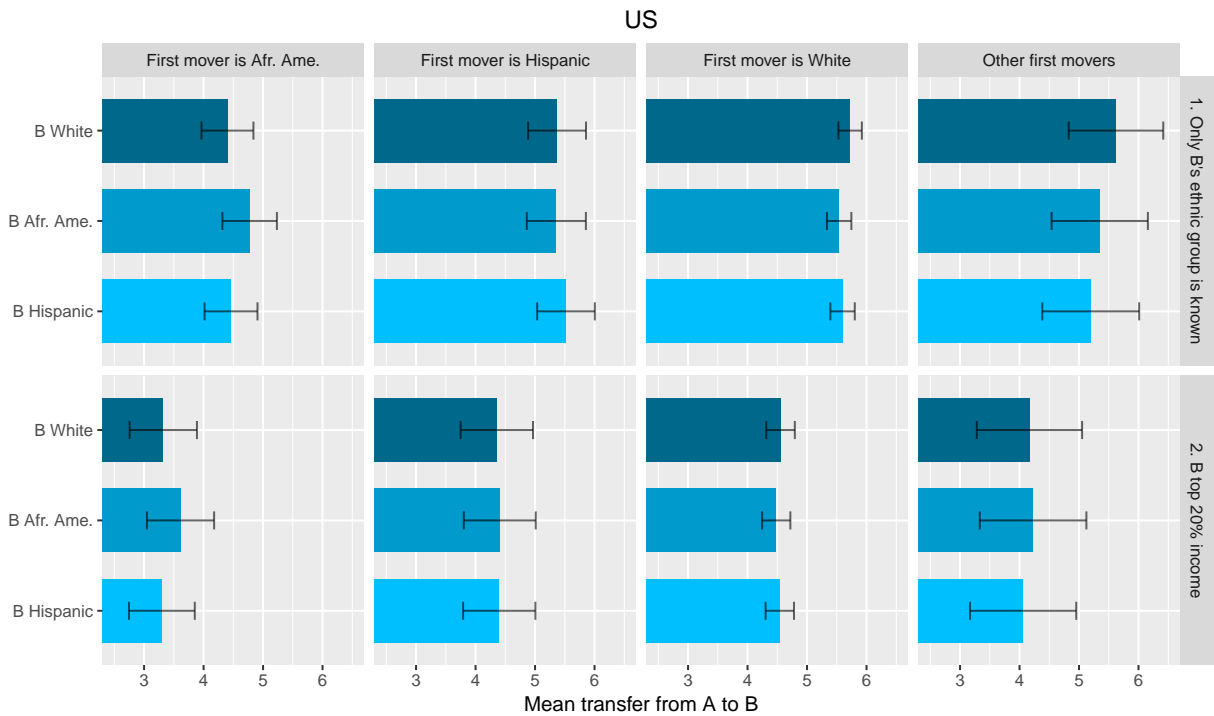 US
First mover is Afr. Ame.
First mover is Hispanic
First mover is White
Other first movers
B White
B Afr. Ame.
B Hispanic
1. Only B's ethnic group is known
B White
B Afr. Ame.
B Hispanic
2. B top 20% income
3 4 5 6
3 4 5 6
3 4 5 6
3 4 5 6
Mean transfer from A to B